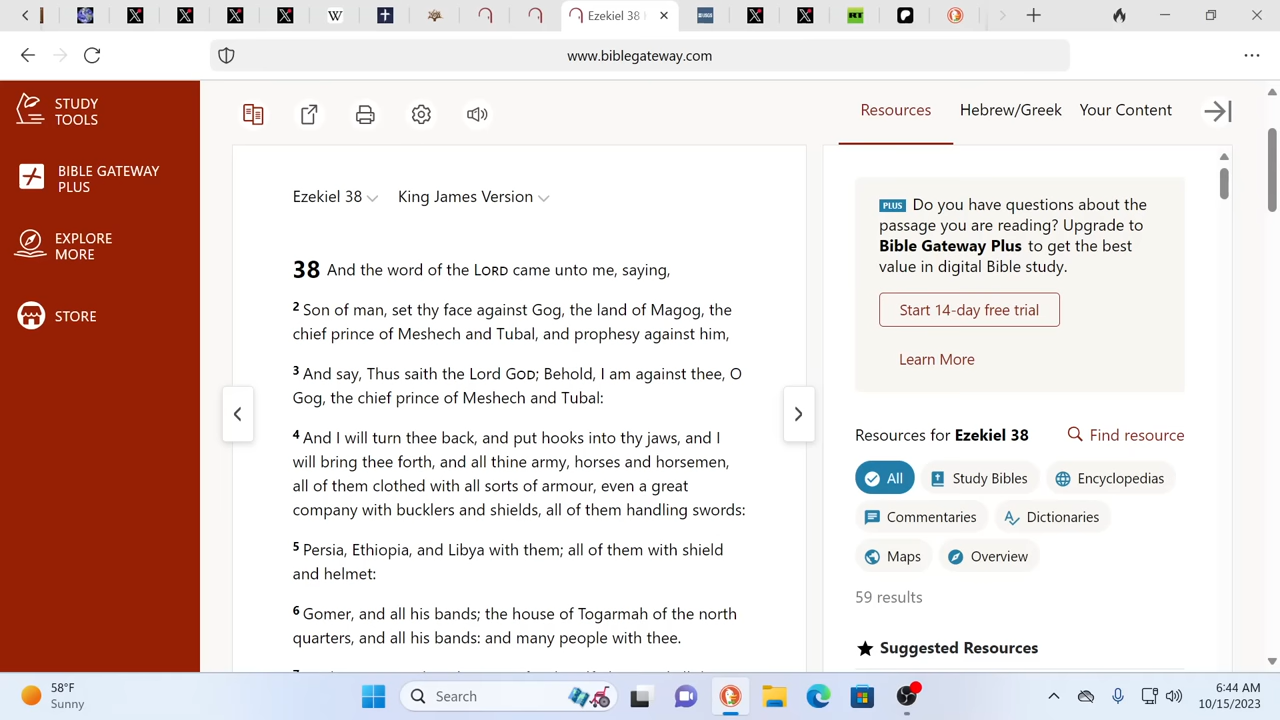 Ezekiel 38
www.biblegateway.com
STUDY
TOOLS
BIBLE GATEWAY
PLUS
EXPLORE
MORE
STORE
Resources
Hebrew/Greek
Your Content
Ezekiel 38
King James Version
38 And the word of the LORD came unto me, saying,
2 Son of man, set thy face against Gog, the land of Magog, the
chief prince of Meshech and Tubal, and prophesy against him,
3 And say, Thus saith the Lord GOD; Behold, I am against thee, O
Gog, the chief prince of Meshech and Tubal:
4 And I will turn thee back, and put hooks into thy jaws, and I
will bring thee forth, and all thine army, horses and horsemen,
all of them clothed with all sorts of armour, even a great
company with bucklers and shields, all of them handling swords:
5 Persia, Ethiopia, and Libya with them; all of them with shield
and helmet:
6 Gomer, and all his bands; the house of Togarmah of the north
quarters, and all his bands: and many people with thee.
PLUS Do you have questions about the
passage you are reading? Upgrade to
Bible Gateway Plus to get the best
value in digital Bible study.
Start 14-day free trial
Learn More
Resources for Ezekiel 38
Find resource
All
Study Bibles
Encyclopedias
Commentaries
Dictionaries
Maps
Overview
59 results
Suggested Resources
58°F
Sunny
Search
6:44 AM
10/15/2023